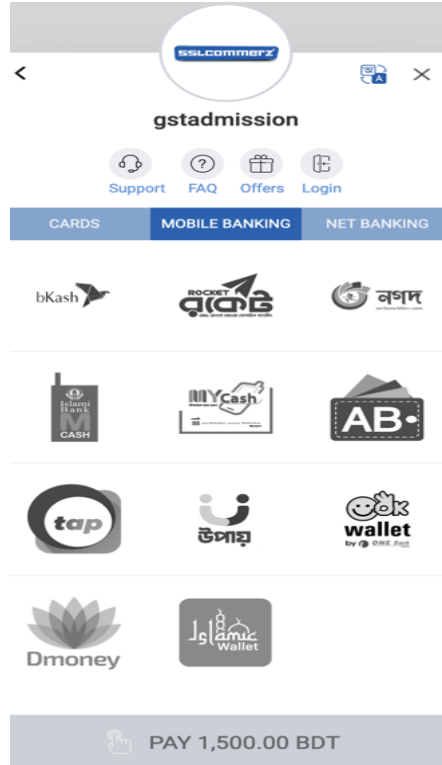 SSLCOMMERZ
অ
A
gstadmission
Support FAQ Offers Login
CARDS MOBILE BANKING NET BANKING
bKash
ROCKET
রকেট
নগদ
Islami
Bank
M
CASH
MYCash
AB
tap
উপায়
OK
wallet
by ONE Bank
Dmoney
Islamic
Wallet
PAY 1,500.00 BDT